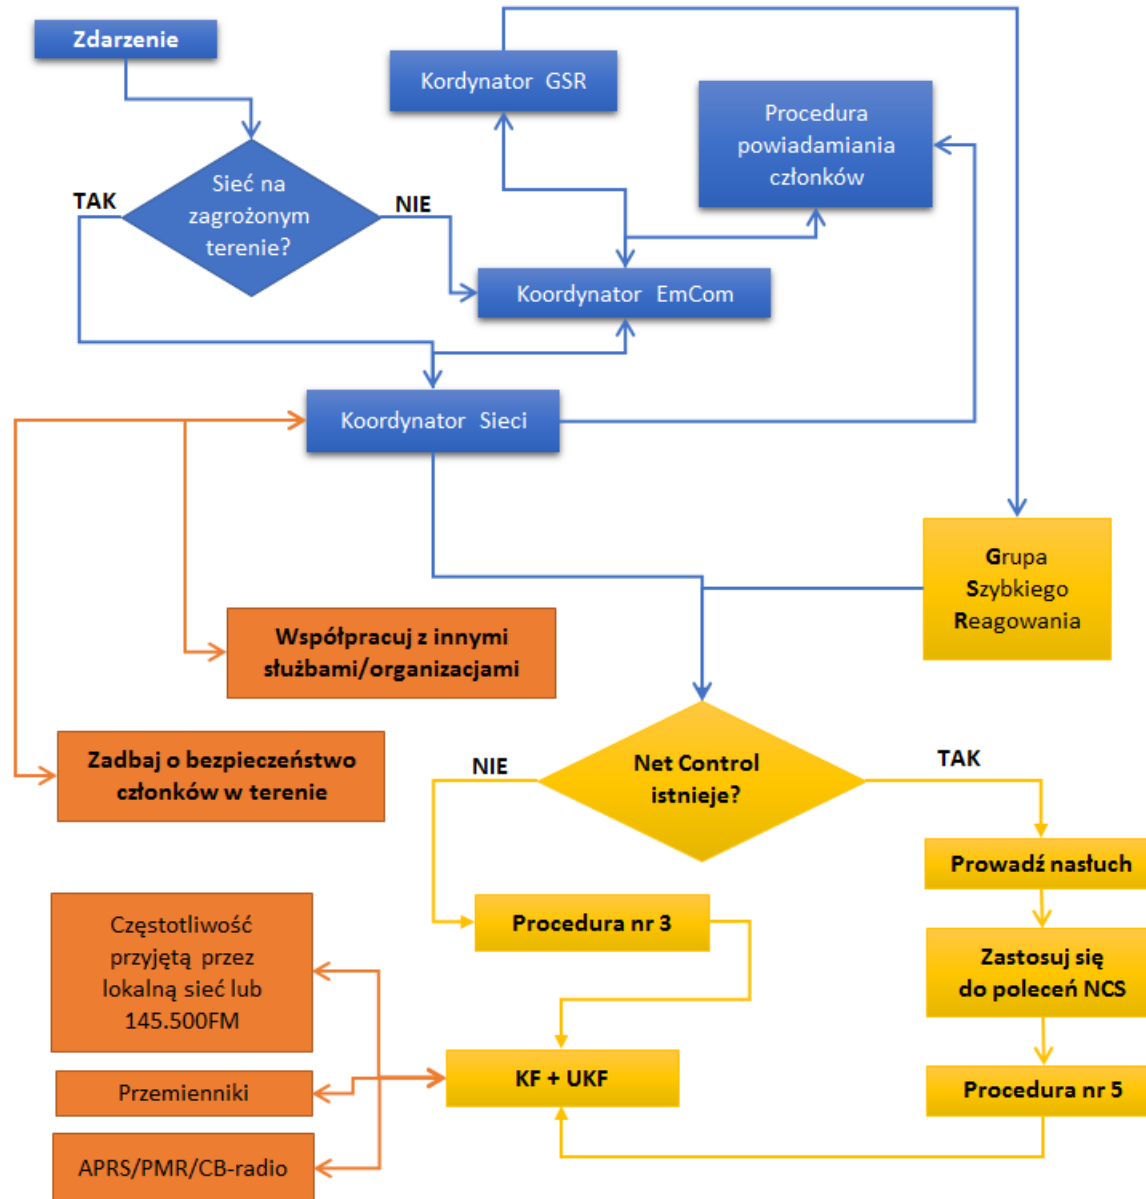 Zdarzenie
Kordynator GSR
Procedura
powiadamiania
członków
Sieć na
zagrożonym
terenie?
TAK
NIE
Koordynator EmCom
Koordynator Sieci
Grupa
Szybkiego
Reagowania
Współpracuj z innymi
służbami/organizacjami
Zadbaj o bezpieczeństwo
członków w terenie
Net Control
istnieje?
NIE
TAK
Prowadź nasłuch
Procedura nr 3
Zastosuj się
do poleceń NCS
Częstotliwość
przyjętą przez
lokalną sieć lub
145.500FM
KF + UKF
Procedura nr 5
Przemienniki
APRS/PMR/CB-radio